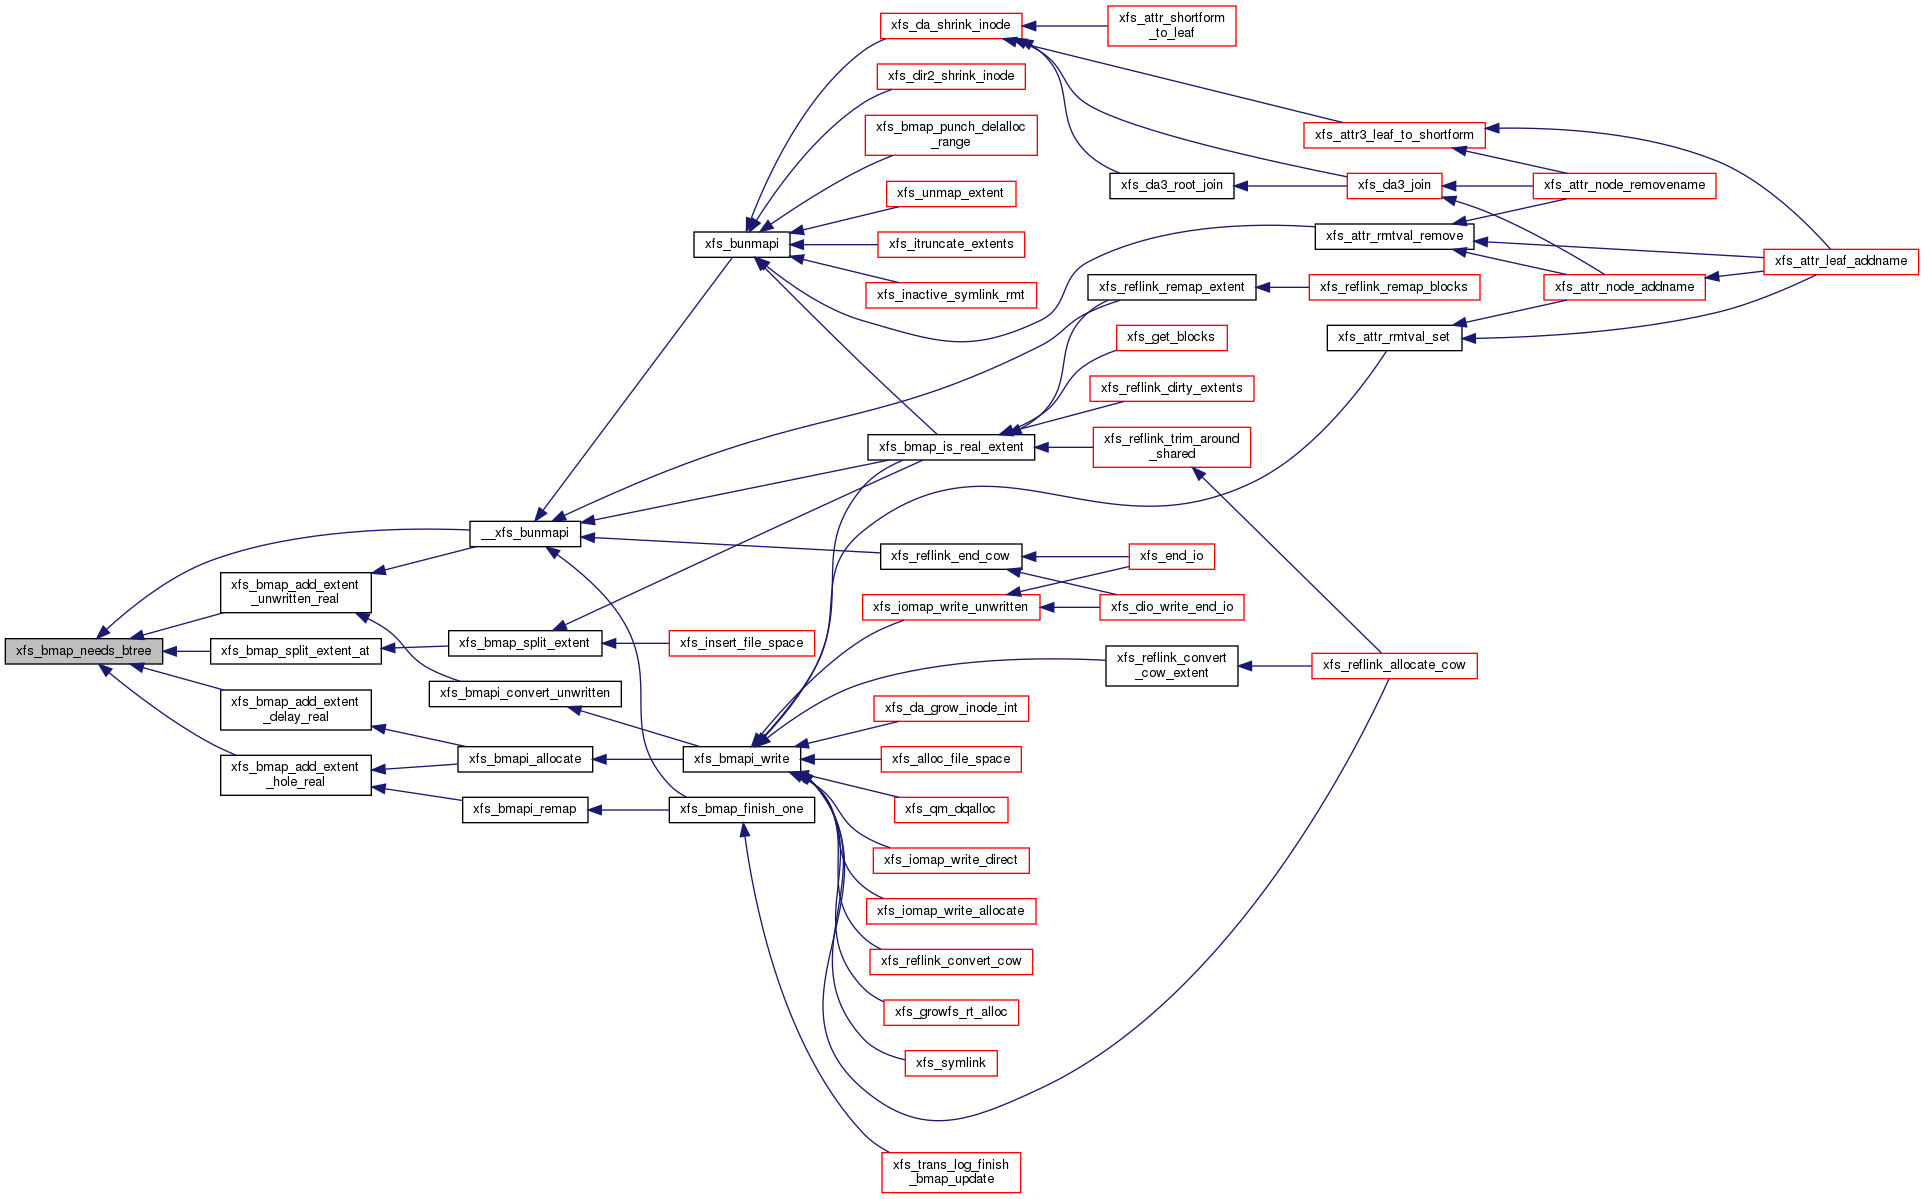 xfs_da_shrink_inode
xfs_attr_shortform
_to_leaf
xfs_dir2_shrink_inode
xfs_bmap_punch_delalloc
_range
xfs_attr3_leaf_to_shortform
xfs_unmap_extent
xfs_da3_root_join
xfs_da3_join
xfs_attr_node_removename
xfs_bunmapi
xfs_itruncate_extents
xfs_attr_rmtval_remove
xfs_attr_leaf_addname
xfs_inactive_symlink_rmt
xfs_reflink_remap_extent
xfs_reflink_remap_blocks
xfs_attr_node_addname
xfs_get_blocks
xfs_attr_rmtval_set
xfs_reflink_dirty_extents
xfs_bmap_is_real_extent
xfs_reflink_trim_around
_shared
__xfs_bunmapi
xfs_reflink_end_cow
xfs_end_io
xfs_bmap_add_extent
_unwritten_real
xfs_iomap_write_unwritten
xfs_dio_write_end_io
xfs_bmap_needs_btree
xfs_bmap_split_extent_at
xfs_bmap_split_extent
xfs_insert_file_space
xfs_reflink_convert
_cow_extent
xfs_reflink_allocate_cow
xfs_bmapi_convert_unwritten
xfs_bmap_add_extent
_delay_real
xfs_da_grow_inode_int
xfs_bmapi_allocate
xfs_bmapi_write
xfs_alloc_file_space
xfs_bmap_add_extent
_hole_real
xfs_bmapi_remap
xfs_bmap_finish_one
xfs_qm_dqalloc
xfs_iomap_write_direct
xfs_iomap_write_allocate
xfs_reflink_convert_cow
xfs_growfs_rt_alloc
xfs_symlink
xfs_trans_log_finish
_bmap_update